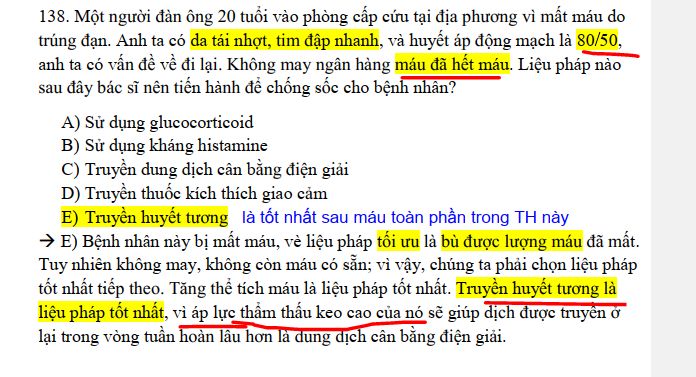 138. Một người đàn ông 20 tuổi vào phòng cấp cứu tại địa phương vì mất máu do
trúng đạn. Anh ta có da tái nhợt, tim đập nhanh, và huyết áp động mạch là 80/50,
anh ta có vấn đề về đi lại. Không may ngân hàng máu đã hết máu. Liệu pháp nào
sau đây bác sĩ nên tiến hành để chống sốc cho bệnh nhân?
A) Sử dụng glucocorticoid
B) Sử dụng kháng histamine
C) Truyền dung dịch cân bằng điện giải
D) Truyền thuốc kích thích giao cảm
E) Truyền huyết tương là tốt nhất sau máu toàn phần trong TH này
→ E) Bệnh nhân này bị mất máu, vè liệu pháp tối ưu là bù được lượng máu đã mất.
Tuy nhiên không may, không còn máu có sẵn; vì vậy, chúng ta phải chọn liệu pháp
tốt nhất tiếp theo. Tăng thể tích máu là liệu pháp tốt nhất. Truyền huyết tương là
liệu pháp tốt nhất, vì áp lực thẩm thấu keo cao của nó sẽ giúp dịch được truyền ở
lại trong vòng tuần hoàn lâu hơn là dung dịch cân bằng điện giải.